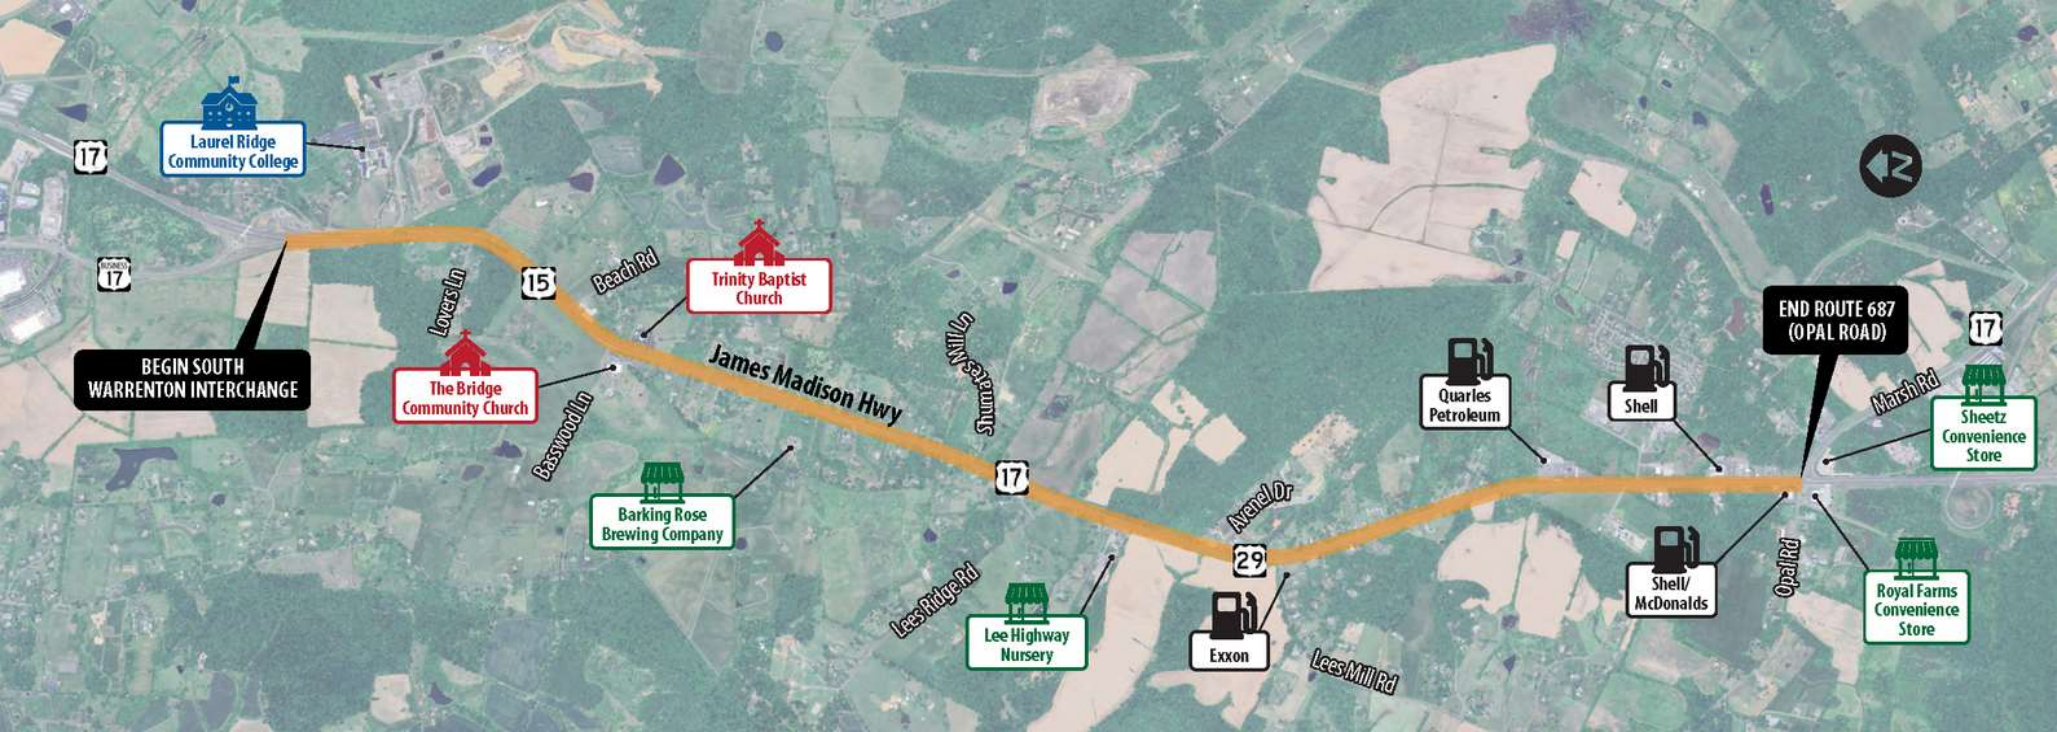 17
Laurel Ridge
Community College
BUSINESS
17
BEGIN SOUTH
WARRENTON INTERCHANGE
Lovers Ln
15
Beach Rd
Trinity Baptist
Church
The Bridge
Community Church
Basswood Ln
James Madison Hwy
Barking Rose
Brewing Company
Shumates Mill Ln
17
Lees Ridge Rd
Lee Highway
Nursery
Avenel Dr
29
Exxon
Lees Mill Rd
Quarles
Petroleum
Shell
N
END ROUTE 687
(OPAL ROAD)
17
Marsh Rd
Sheetz
Convenience
Store
Shell/
McDonalds
Opal Rd
Royal Farms
Convenience
Store